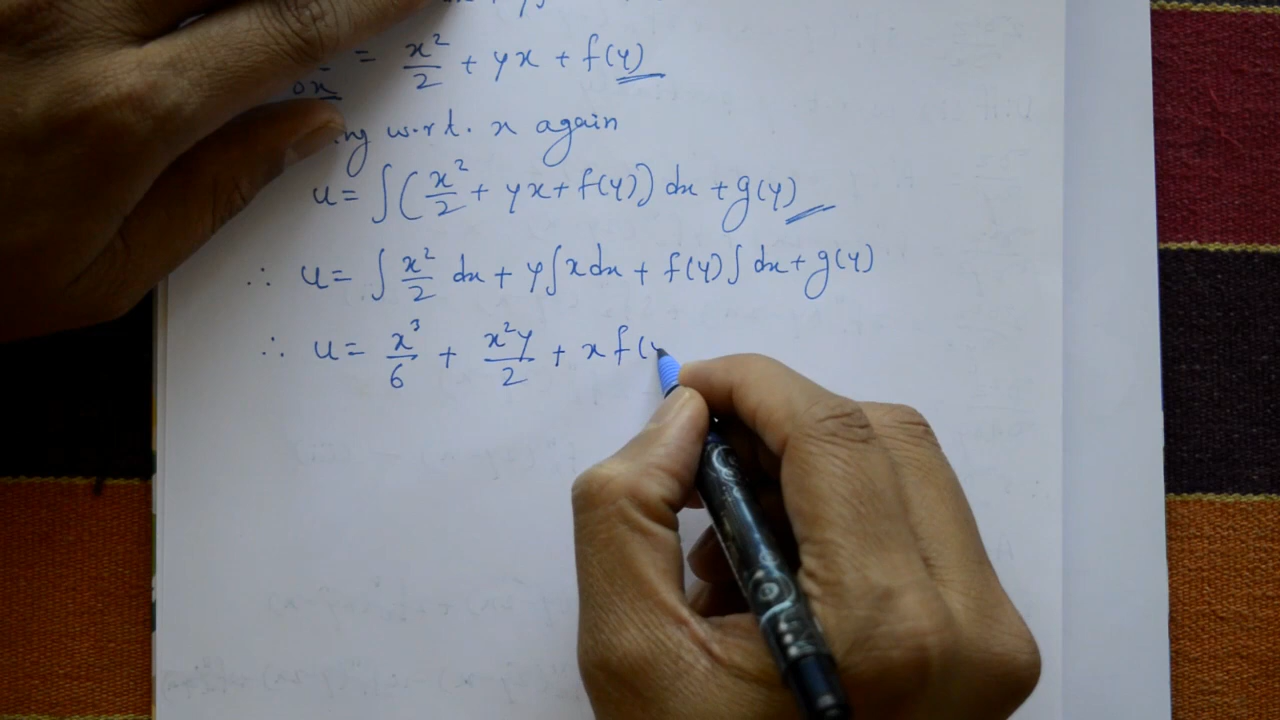 = x²/2 + yx + f(y)
w.r.t. x again
u = ∫(x²/2 + yx + f(y)) dx + g(y)
∴ u = ∫ x²/2 dx + y∫x dx + f(y)∫dx + g(y)
∴ u = x³/6 + x²y/2 + x f(